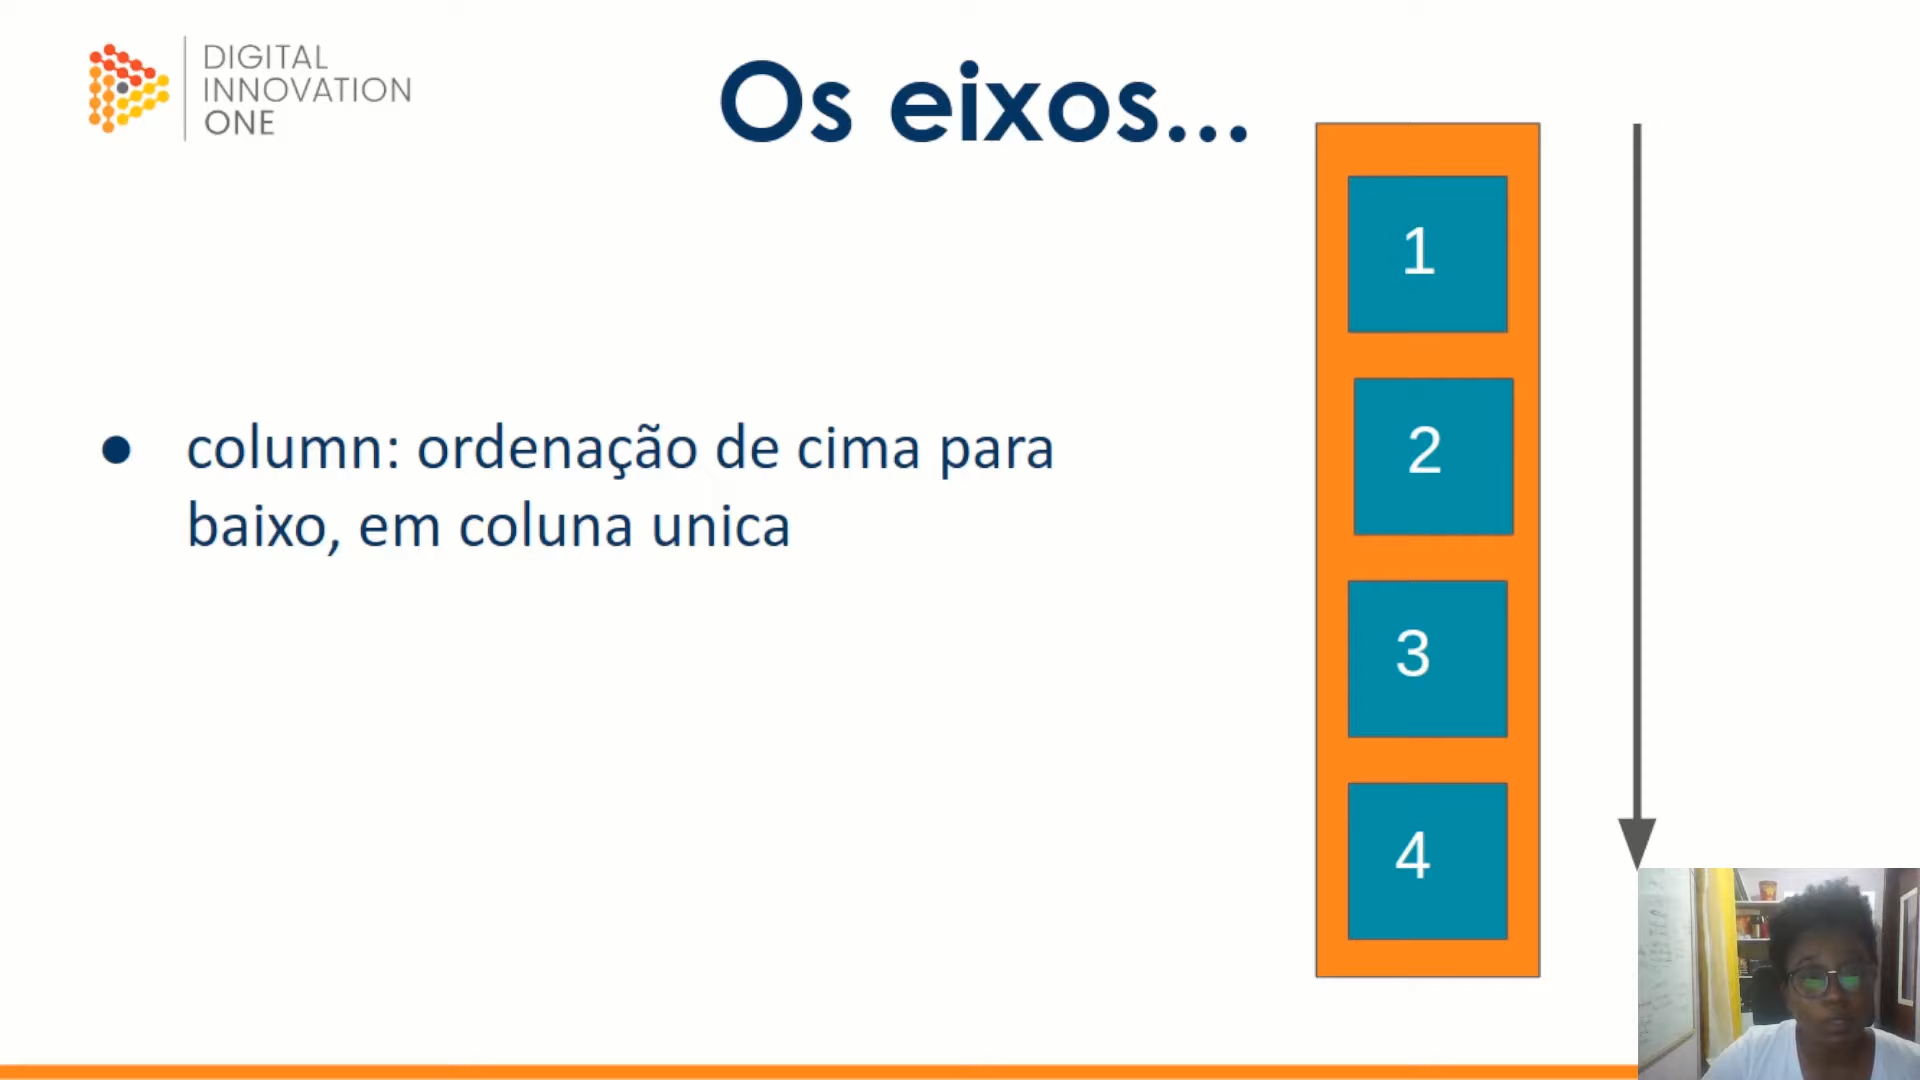 DIGITAL
INNOVATION
ONE
Os eixos...
● column: ordenação de cima para
baixo, em coluna unica
1
2
3
4